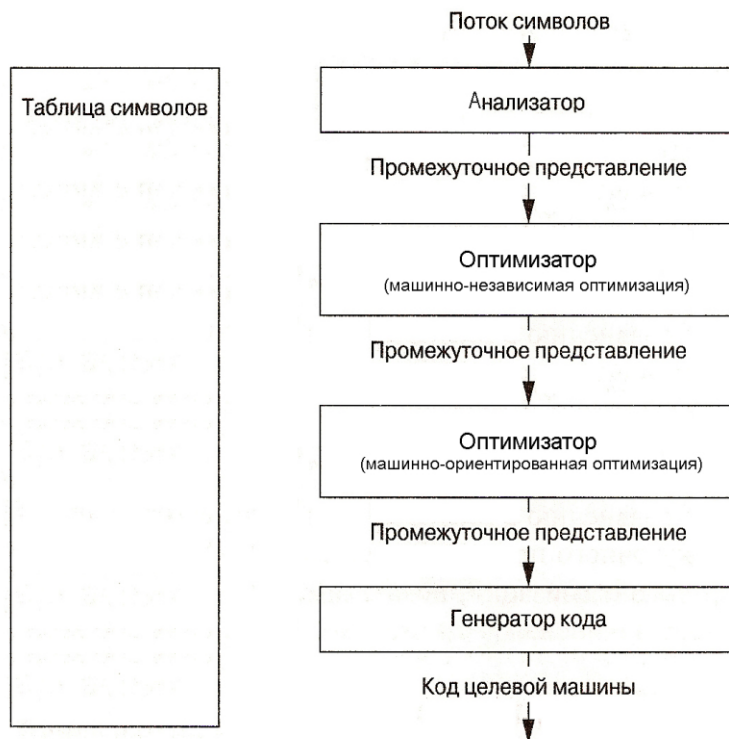 Поток символов
Таблица символов
Анализатор
Промежуточное представление
Оптимизатор
(машинно-независимая оптимизация)
Промежуточное представление
Оптимизатор
(машинно-ориентированная оптимизация)
Промежуточное представление
Генератор кода
Код целевой машины